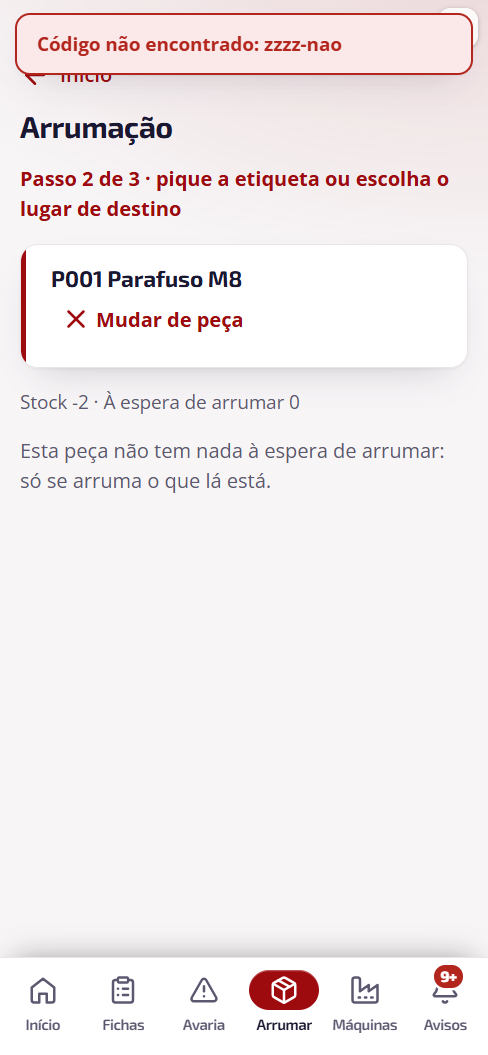 Código não encontrado: zzzz-nao
Início
Arrumação
Passo 2 de 3 · pique a etiqueta ou escolha o
lugar de destino
P001 Parafuso M8
Mudar de peça
Stock -2 · À espera de arrumar 0
Esta peça não tem nada à espera de arrumar:
só se arruma o que lá está.
9+
Início
Fichas
Avaria
Arrumar
Máquinas
Avisos